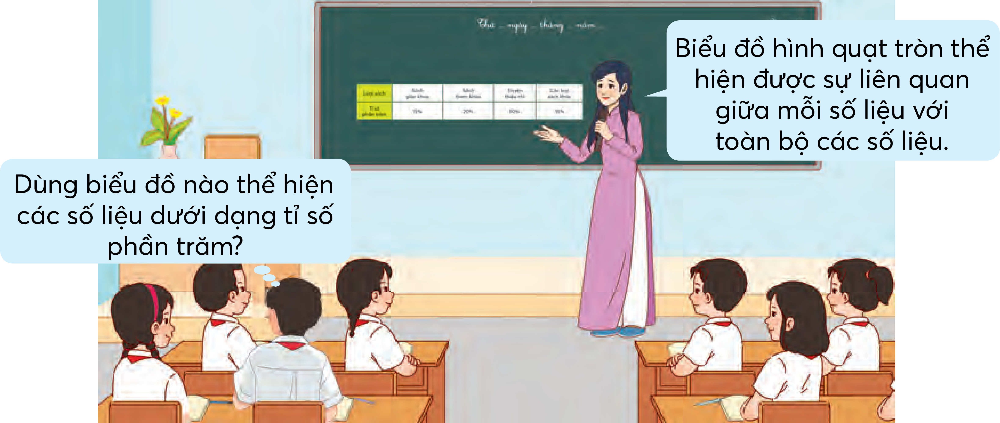 Thứ ... ngày ... tháng ... năm ...
Biểu đồ hình quạt tròn thể
hiện được sự liên quan
giữa mỗi số liệu với
toàn bộ các số liệu.
Loại sách
Sách
giáo khoa
Sách
tham khảo
Truyện
thiếu nhi
Các loại
sách khác
Tỉ số
phần trăm
20%
Dùng biểu đồ nào thể hiện
các số liệu dưới dạng tỉ số
phần trăm?